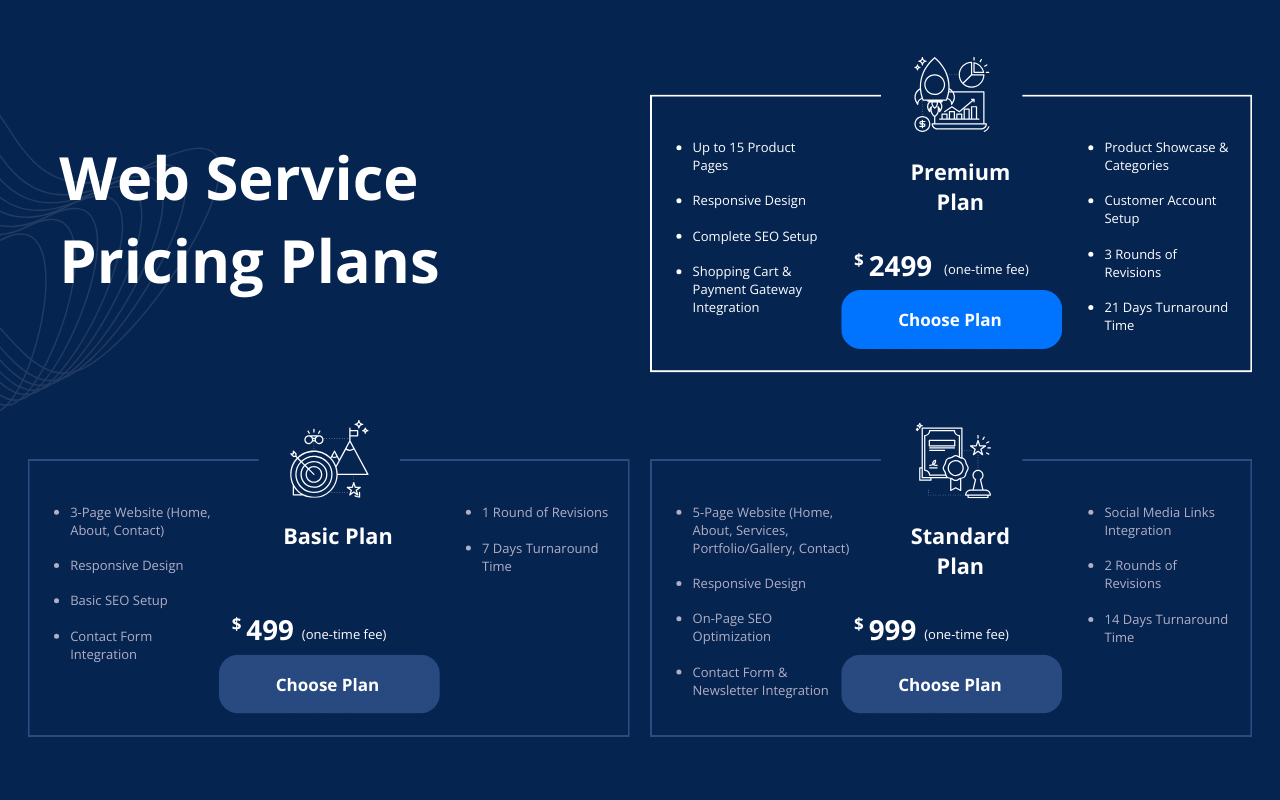 Web Service
Pricing Plans
Up to 15 Product
Pages
Responsive Design
Complete SEO Setup
Shopping Cart &
Payment Gateway
Integration
Premium
Plan
$ 2499 (one-time fee)
Choose Plan
Product Showcase &
Categories
Customer Account
Setup
3 Rounds of
Revisions
21 Days Turnaround
Time
3-Page Website (Home,
About, Contact)
Responsive Design
Basic SEO Setup
Contact Form
Integration
Basic Plan
$ 499 (one-time fee)
Choose Plan
1 Round of Revisions
7 Days Turnaround
Time
5-Page Website (Home,
About, Services,
Portfolio/Gallery, Contact)
Responsive Design
On-Page SEO
Optimization
Contact Form &
Newsletter Integration
Standard
Plan
$ 999 (one-time fee)
Choose Plan
Social Media Links
Integration
2 Rounds of
Revisions
14 Days Turnaround
Time